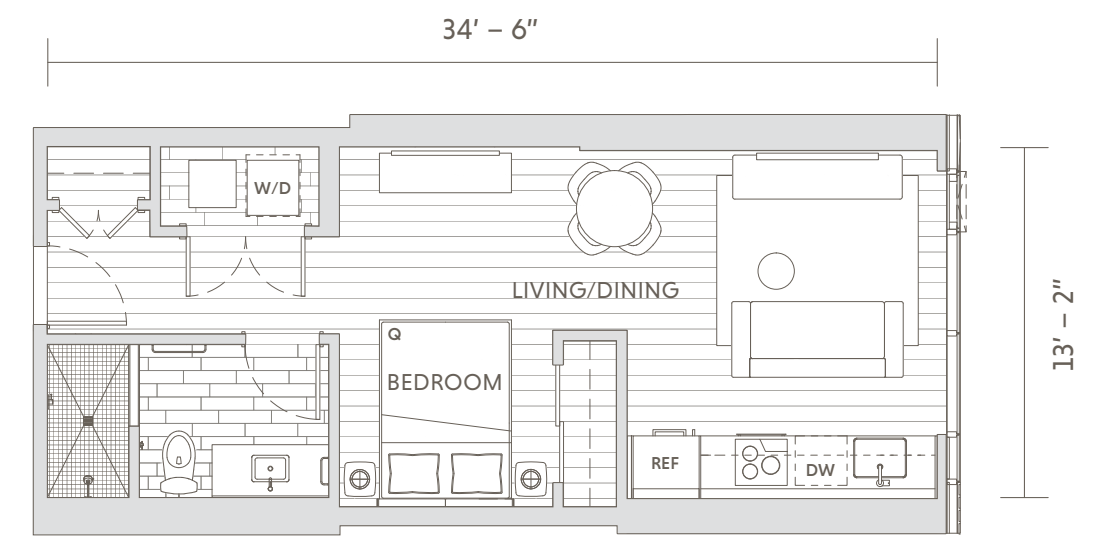 34’ – 6”
W/D
LIVING/DINING
13’ – 2”
Q
BEDROOM
REF
DW